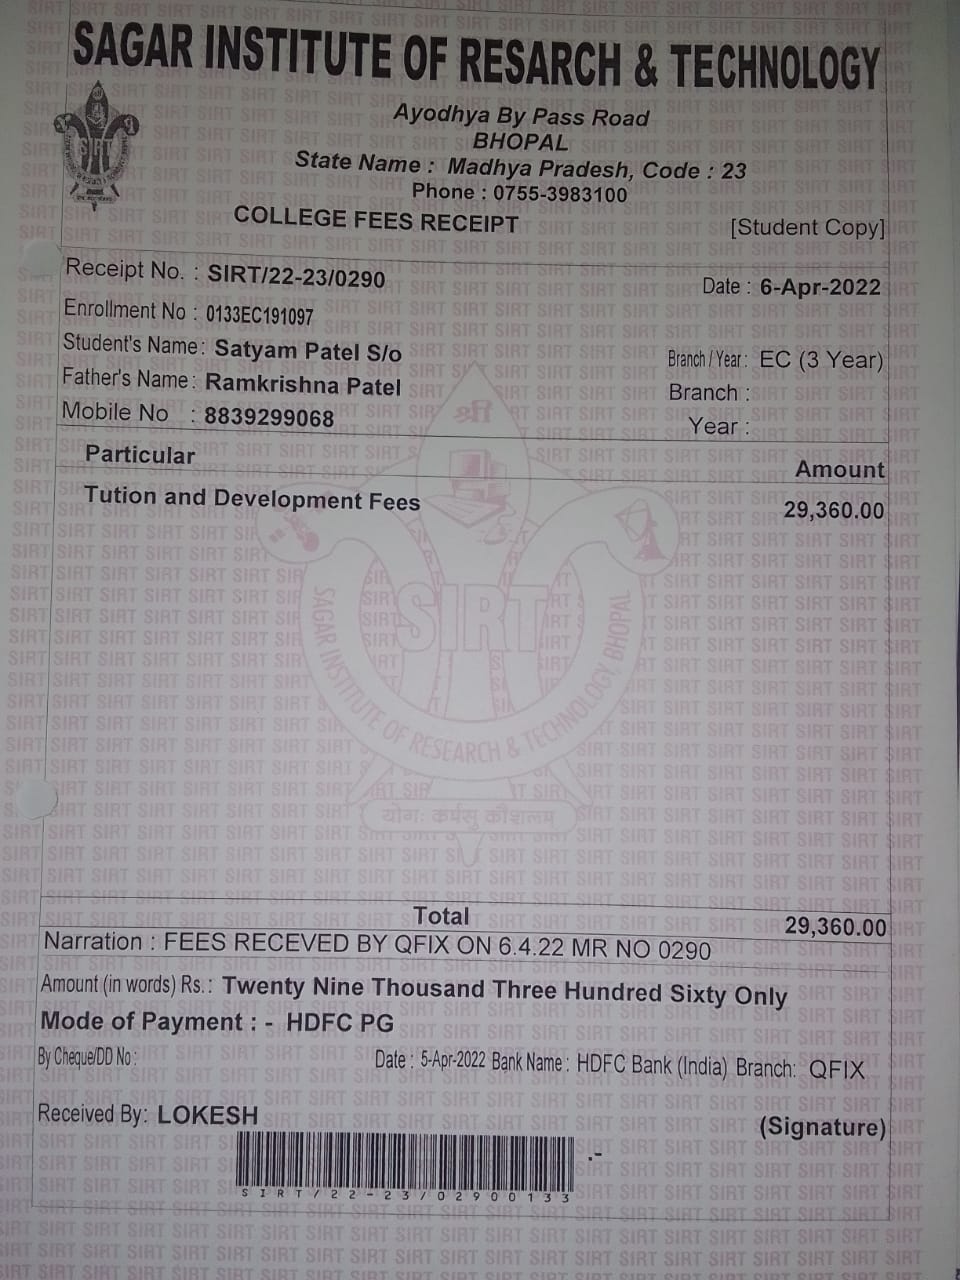 SAGAR INSTITUTE OF RESARCH & TECHNOLOGY
Ayodhya By Pass Road
BHOPAL
State Name : Madhya Pradesh, Code : 23
Phone : 0755-3983100
COLLEGE FEES RECEIPT [Student Copy]
Receipt No. : SIRT/22-23/0290 Date : 6-Apr-2022
Enrollment No : 0133EC191097
Student's Name : Satyam Patel S/o Branch / Year : EC (3 Year)
Father's Name : Ramkrishna Patel Branch :
Mobile No : 8839299068 Year :
Particular Amount
Tution and Development Fees 29,360.00
श्री
SIRT
SAGAR INSTITUTE OF RESEARCH & TECHNOLOGY, BHOPAL
योगः कर्मसु कौशलम्
Total 29,360.00
Narration : FEES RECEVED BY QFIX ON 6.4.22 MR NO 0290
Amount (in words) Rs.: Twenty Nine Thousand Three Hundred Sixty Only
Mode of Payment : - HDFC PG
By Cheque/DD No : Date : 5-Apr-2022 Bank Name : HDFC Bank (India) Branch: QFIX
Received By: LOKESH (Signature)
.-
SIRT/22-23/02900133